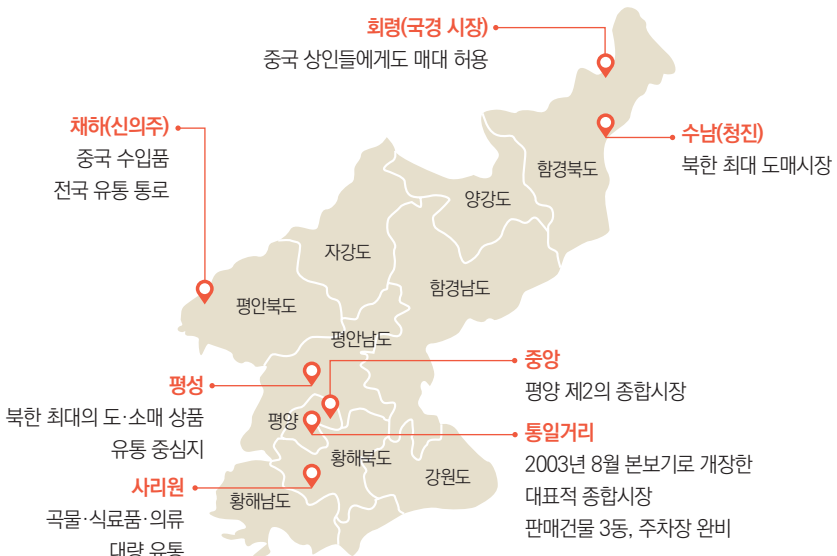 회령(국경 시장)
중국 상인들에게도 매대 허용
채하(신의주)
중국 수입품
전국 유통 통로
수남(청진)
북한 최대 도매시장
함경북도
양강도
자강도
함경남도
평안북도
평안남도
중앙
평양 제2의 종합시장
평성
북한 최대의 도·소매 상품
유통 중심지
평양
통일거리
2003년 8월 본보기로 개장한
대표적 종합시장
판매건물 3동, 주차장 완비
황해북도
강원도
사리원
곡물·식료품·의류
대량 유통
황해남도